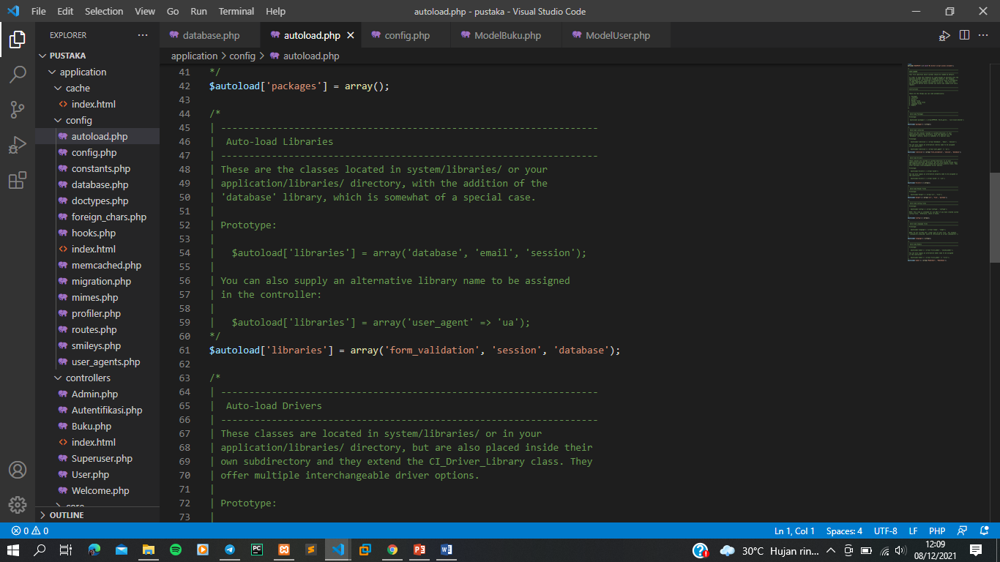 File Edit Selection View Go Run Terminal Help
autoload.php - pustaka - Visual Studio Code
EXPLORER
PUSTAKA
application
cache
index.html
config
autoload.php
config.php
constants.php
database.php
doctypes.php
foreign_chars.php
hooks.php
index.html
memcached.php
migration.php
mimes.php
profiler.php
routes.php
smileys.php
user_agents.php
controllers
Admin.php
Autentifikasi.php
Buku.php
index.html
Superuser.php
User.php
Welcome.php
core
OUTLINE
database.php autoload.php config.php ModelBuku.php ModelUser.php
application > config > autoload.php
41 */
42 $autoload['packages'] = array();
43
44 /*
45 | -------------------------------------------------------------------
46 |  Auto-load Libraries
47 | -------------------------------------------------------------------
48 | These are the classes located in system/libraries/ or your
49 | application/libraries/ directory, with the addition of the
50 | 'database' library, which is somewhat of a special case.
51 |
52 | Prototype:
53 |
54 |   $autoload['libraries'] = array('database', 'email', 'session');
55 |
56 | You can also supply an alternative library name to be assigned
57 | in the controller:
58 |
59 |   $autoload['libraries'] = array('user_agent' => 'ua');
60 */
61 $autoload['libraries'] = array('form_validation', 'session', 'database');
62
63 /*
64 | -------------------------------------------------------------------
65 |  Auto-load Drivers
66 | -------------------------------------------------------------------
67 | These classes are located in system/libraries/ or in your
68 | application/libraries/ directory, but are also placed inside their
69 | own subdirectory and they extend the CI_Driver_Library class. They
70 | offer multiple interchangeable driver options.
71 |
72 | Prototype:
73 |
0 0
Ln 1, Col 1 Spaces: 4 UTF-8 LF PHP
30°C Hujan rin...
12:09
08/12/2021